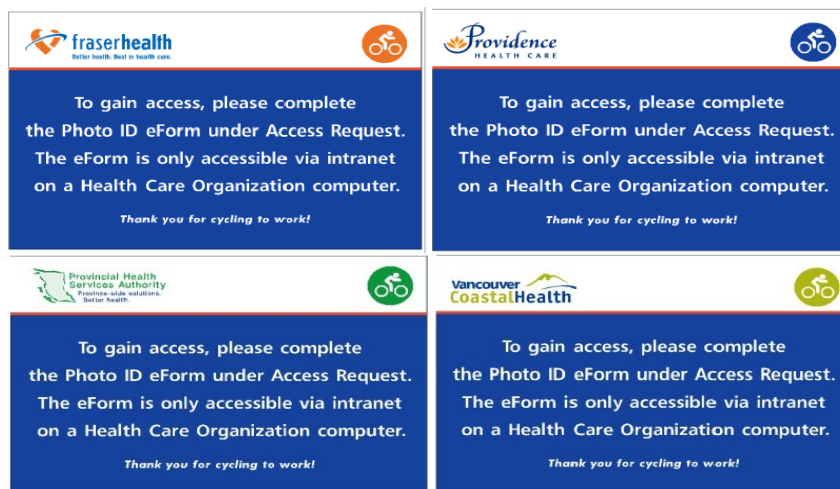 fraserhealth
Better health. Best in health care.
To gain access, please complete
the Photo ID eForm under Access Request.
The eForm is only accessible via intranet
on a Health Care Organization computer.
Thank you for cycling to work!
Providence
HEALTH CARE
To gain access, please complete
the Photo ID eForm under Access Request.
The eForm is only accessible via intranet
on a Health Care Organization computer.
Thank you for cycling to work!
Provincial Health
Services Authority
Province-wide solutions.
Better health.
To gain access, please complete
the Photo ID eForm under Access Request.
The eForm is only accessible via intranet
on a Health Care Organization computer.
Thank you for cycling to work!
Vancouver
CoastalHealth
To gain access, please complete
the Photo ID eForm under Access Request.
The eForm is only accessible via intranet
on a Health Care Organization computer.
Thank you for cycling to work!